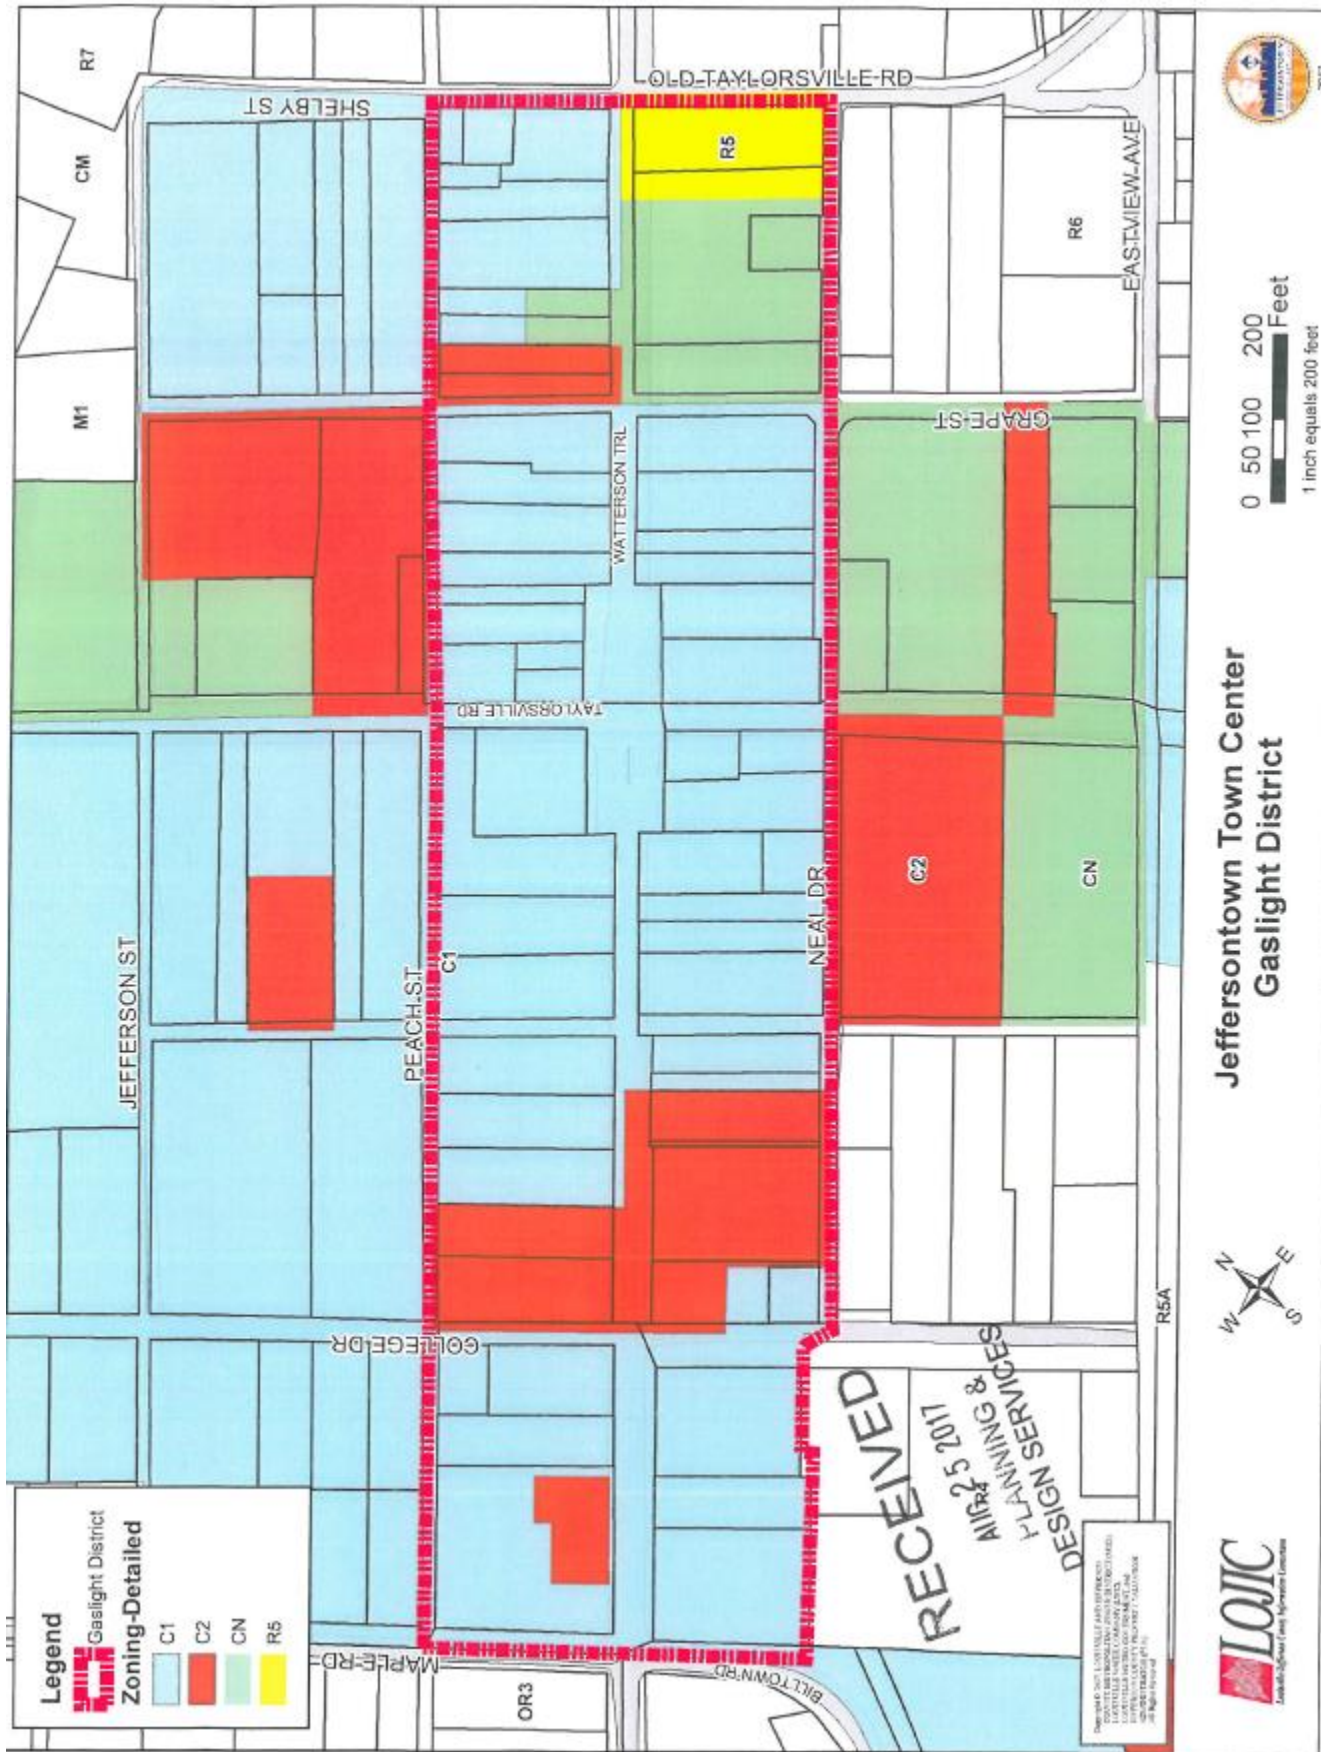 Legend
Gaslight District
Zoning-Detailed
C1
C2
CN
R5
JEFFERSON ST
M1
CM
R7
SHELBY ST
PEACH ST
C1
OLD TAYLORSVILLE RD
R5
WATTERSON TRL
TAYLORSVILLE RD
COLLEGE DR
MAPLE RD
OR3
BILLTOWN RD
NEAL DR
GRAPE ST
C2
CN
R6
EAST VIEW AVE
R5A
R4
RECEIVED
AUG 25 2017
PLANNING &
DESIGN SERVICES
LOJIC
W N
S E
Jeffersontown Town Center
Gaslight District
0 50 100 200
Feet
1 inch equals 200 feet